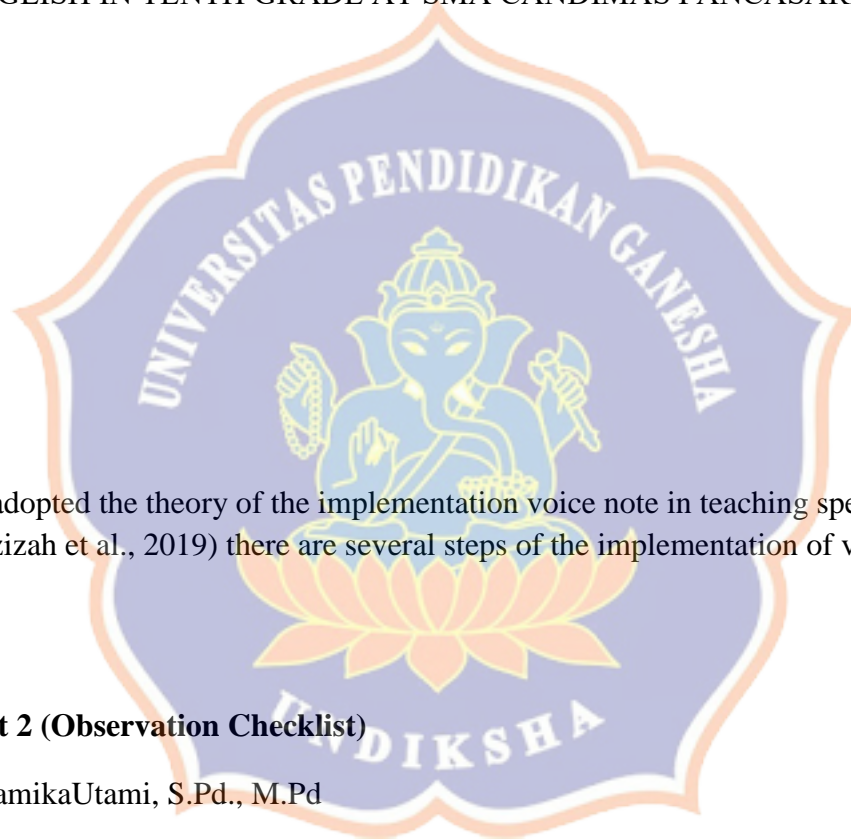 GLISH IN TENTH GRADE AT SMA CANDIMAS PANCASARI
UNIVERSITAS PENDIDIKAN GANESHA
adopted the theory of the implementation voice note in teaching spe
zizah et al., 2019) there are several steps of the implementation of v
t 2 (Observation Checklist)
UNDIKSHA
amikaUtami, S.Pd., M.Pd